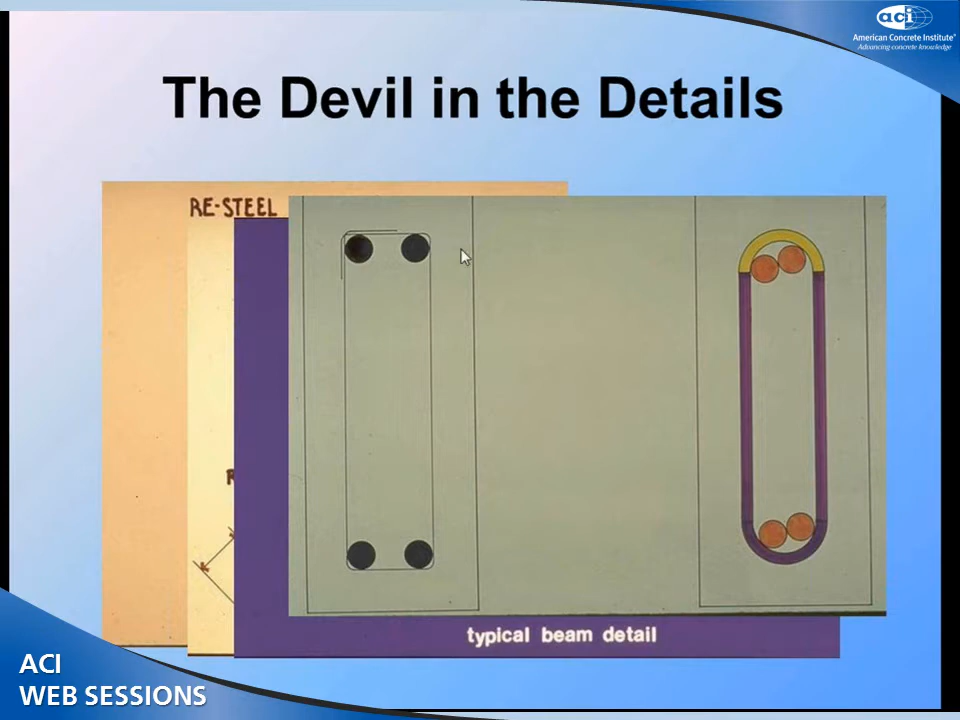 aci
American Concrete Institute®
Advancing concrete knowledge
The Devil in the Details
RE-STEEL
typical beam detail
ACI
WEB SESSIONS